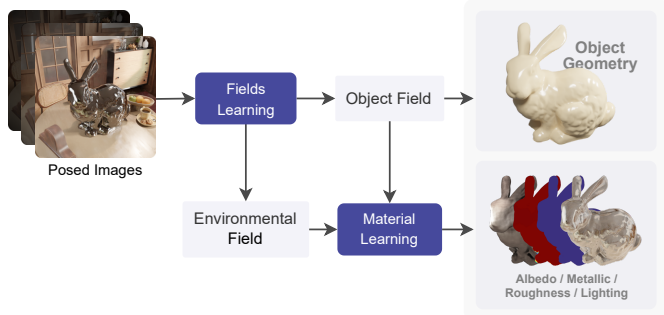 Posed Images
Fields
Learning
Object Field
Object
Geometry
Environmental
Field
Material
Learning
Albedo / Metallic /
Roughness / Lighting